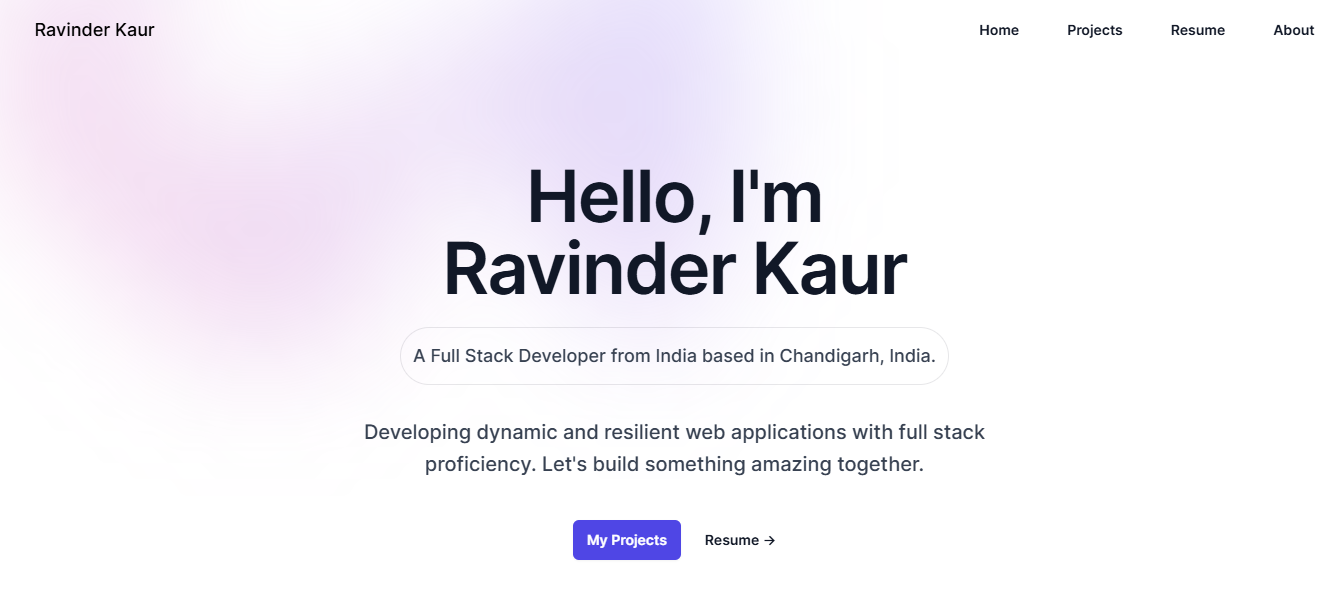 Ravinder Kaur
Home
Projects
Resume
About
Hello, I'm
Ravinder Kaur
A Full Stack Developer from India based in Chandigarh, India.
Developing dynamic and resilient web applications with full stack
proficiency. Let's build something amazing together.
My Projects
Resume →